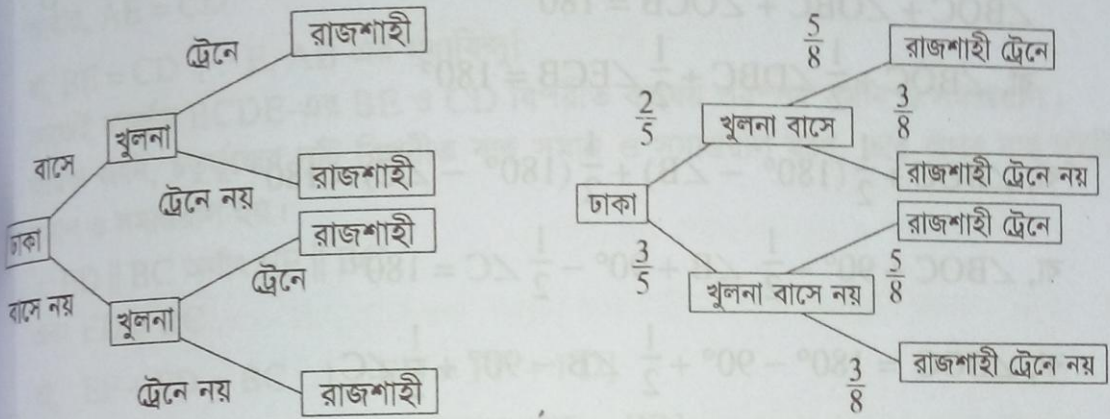 ট্রেনে
রাজশাহী
খুলনা
বাসে
ট্রেনে নয়
রাজশাহী
ঢাকা
রাজশাহী
ট্রেনে
বাসে নয়
খুলনা
ট্রেনে নয়
রাজশাহী
5/8
রাজশাহী ট্রেনে
2/5
খুলনা বাসে
3/8
রাজশাহী ট্রেনে নয়
ঢাকা
রাজশাহী ট্রেনে
3/5
খুলনা বাসে নয়
5/8
রাজশাহী ট্রেনে নয়
3/8